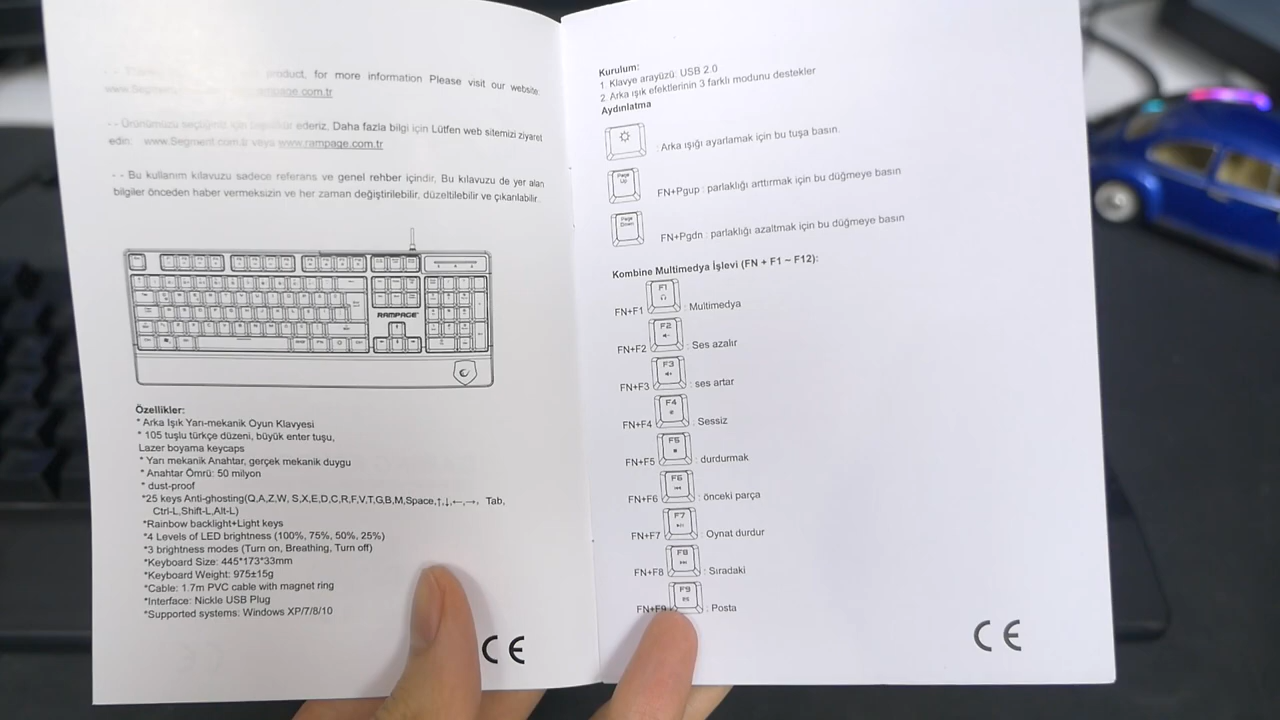 product, for more information Please visit our website.
www.Segment rampage.com.tr
- - Ürünümüzü seçtiğiniz için teşekkür ederiz. Daha fazla bilgi için Lütfen web sitemizi ziyaret
edin: www.Segment.com.tr veya www.rampage.com.tr
- - Bu kullanım kılavuzu sadece referans ve genel rehber içindir. Bu kılavuzu de yer alan
bilgiler önceden haber vermeksizin ve her zaman değiştirilebilir, düzeltilebilir ve çıkarılabilir.
RAMPAGE
Özellikler:
* Arka Işık Yarı-mekanik Oyun Klavyesi
* 105 tuşlu türkçe düzeni, büyük enter tuşu,
Lazer boyama keycaps
* Yarı mekanik Anahtar, gerçek mekanik duygu
* Anahtar Ömrü: 50 milyon
* dust-proof
*25 keys Anti-ghosting(Q,A,Z,W, S,X,E,D,C,R,F,V,T,G,B,M,Space,↑,↓,←,→, Tab,
Ctrl-L,Shift-L,Alt-L)
*Rainbow backlight+Light keys
*4 Levels of LED brightness (100%, 75%, 50%, 25%)
*3 brightness modes (Turn on, Breathing, Turn off)
*Keyboard Size: 445*173*33mm
*Keyboard Weight: 975±15g
*Cable: 1.7m PVC cable with magnet ring
*Interface: Nickle USB Plug
*Supported systems: Windows XP/7/8/10
CE
Kurulum:
1. Klavye arayüzü: USB 2.0
2. Arka ışık efektlerinin 3 farklı modunu destekler
Aydınlatma
: Arka ışığı ayarlamak için bu tuşa basın.
Page Up FN+Pgup : parlaklığı arttırmak için bu düğmeye basın
Page Down FN+Pgdn : parlaklığı azaltmak için bu düğmeye basın
Kombine Multimedya İşlevi (FN + F1 ~ F12):
FN+F1 F1 : Multimedya
FN+F2 F2 : Ses azalır
FN+F3 F3 : ses artar
FN+F4 F4 : Sessiz
FN+F5 F5 : durdurmak
FN+F6 F6 : önceki parça
FN+F7 F7 : Oynat durdur
FN+F8 F8 : Sıradaki
FN+F9 F9 : Posta
CE